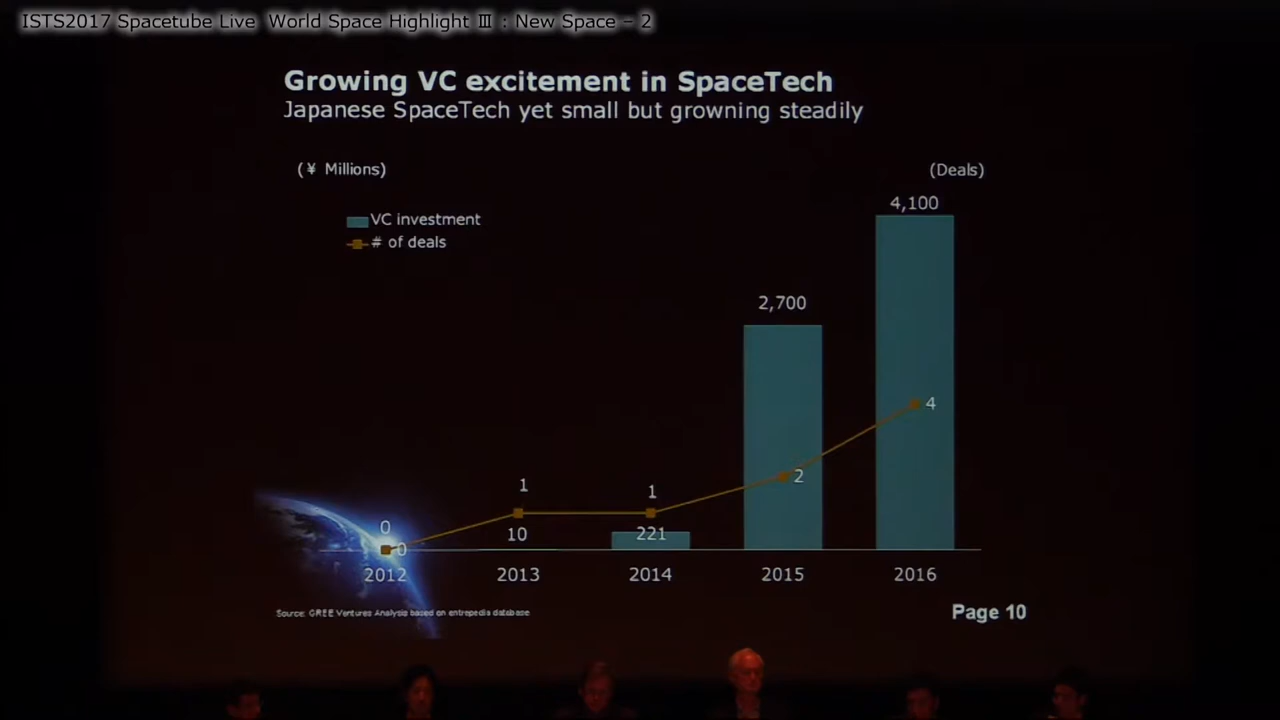 ISTS2017 Spacetube Live World Space Highlight Ⅲ : New Space – 2
Growing VC excitement in SpaceTech
Japanese SpaceTech yet small but growning steadily
(¥ Millions)
(Deals)
VC investment
# of deals
4,100
2,700
4
2
1
1
10
221
0
0
2012
2013
2014
2015
2016
Source: GREE Ventures Analysis based on entrepedia database
Page 10